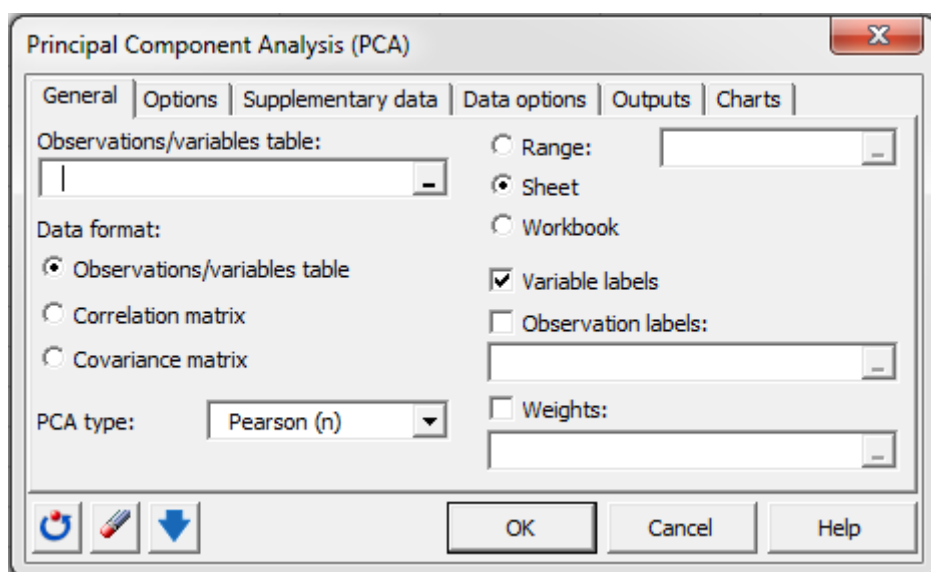 Principal Component Analysis (PCA)
General Options Supplementary data Data options Outputs Charts
Observations/variables table:
Data format:
Observations/variables table
Correlation matrix
Covariance matrix
PCA type: Pearson (n)
Range:
Sheet
Workbook
Variable labels
Observation labels:
Weights:
OK Cancel Help